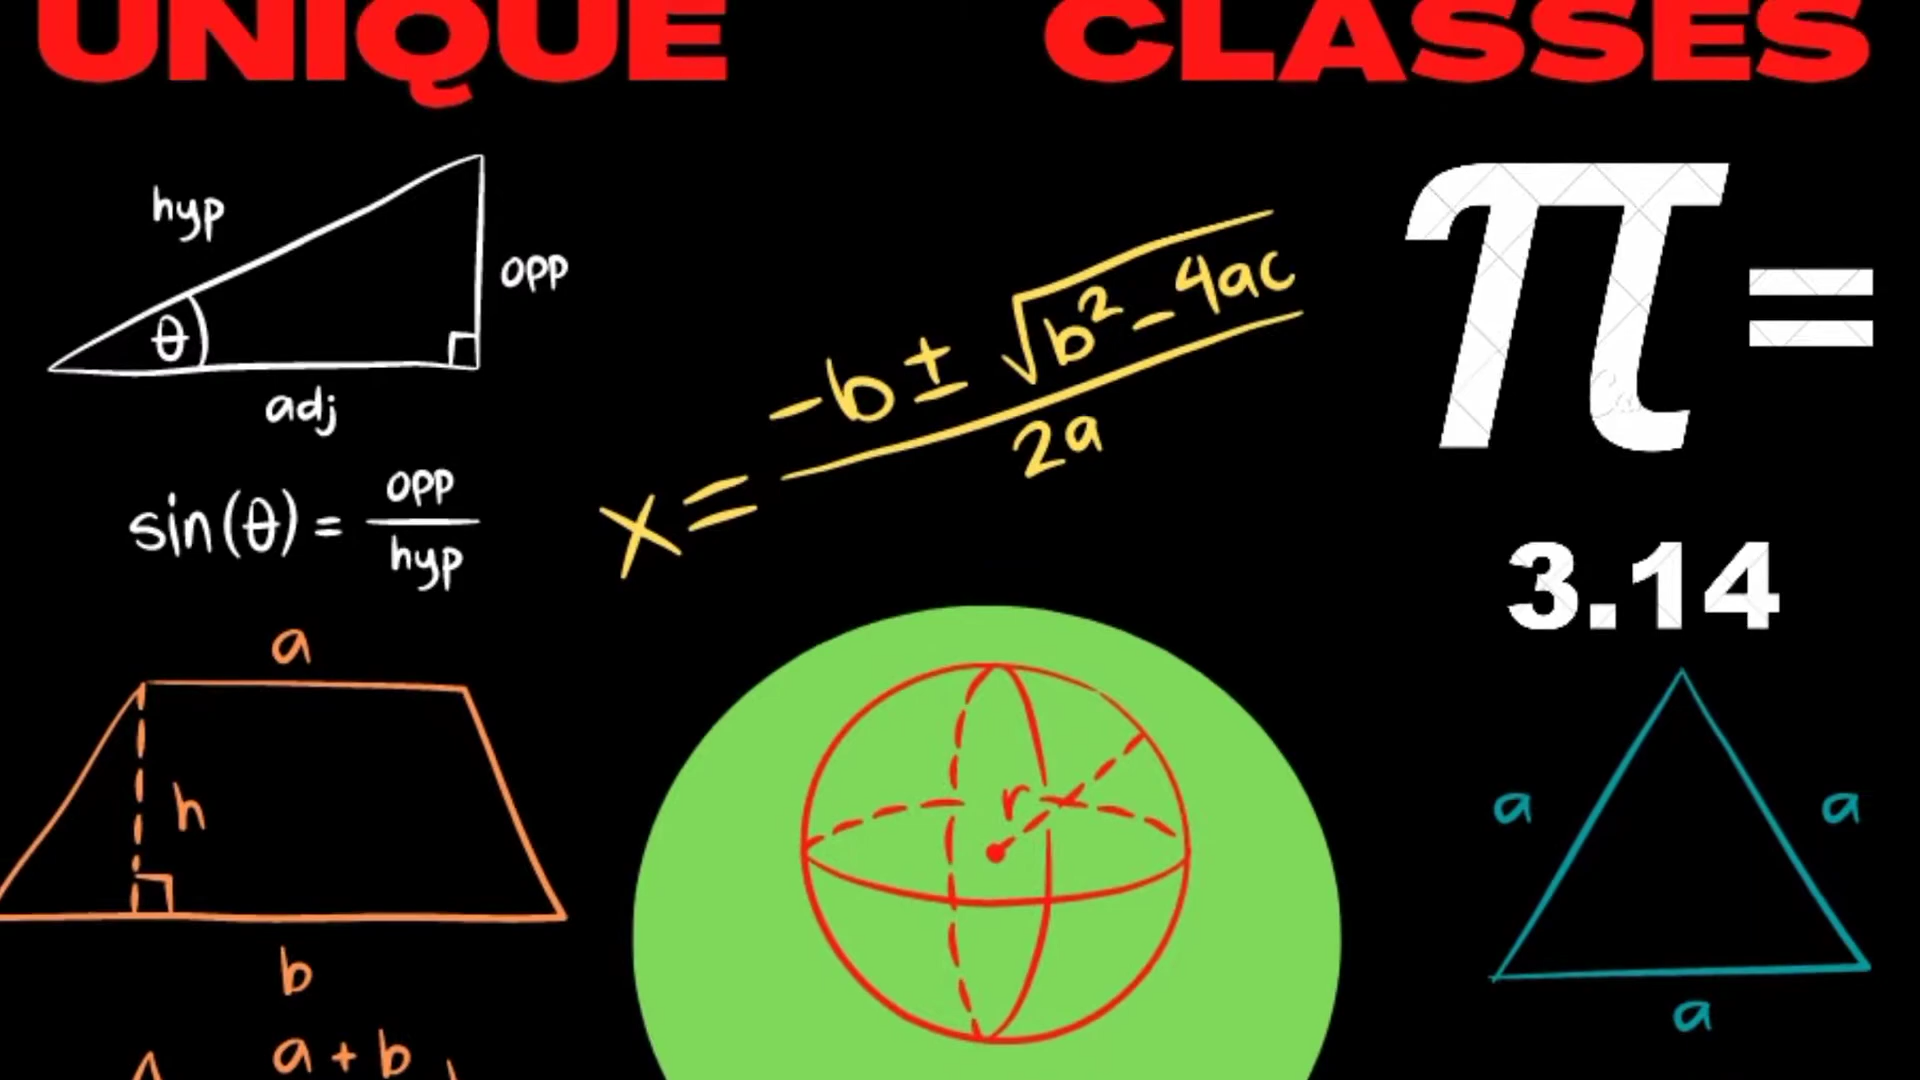 UNIQUE CLASSES
hyp
opp
θ
adj
sin(θ) = opp/hyp
x = -b ± √b² - 4ac / 2a
π =
3.14
a
h
b
a + b
r
a
a
a